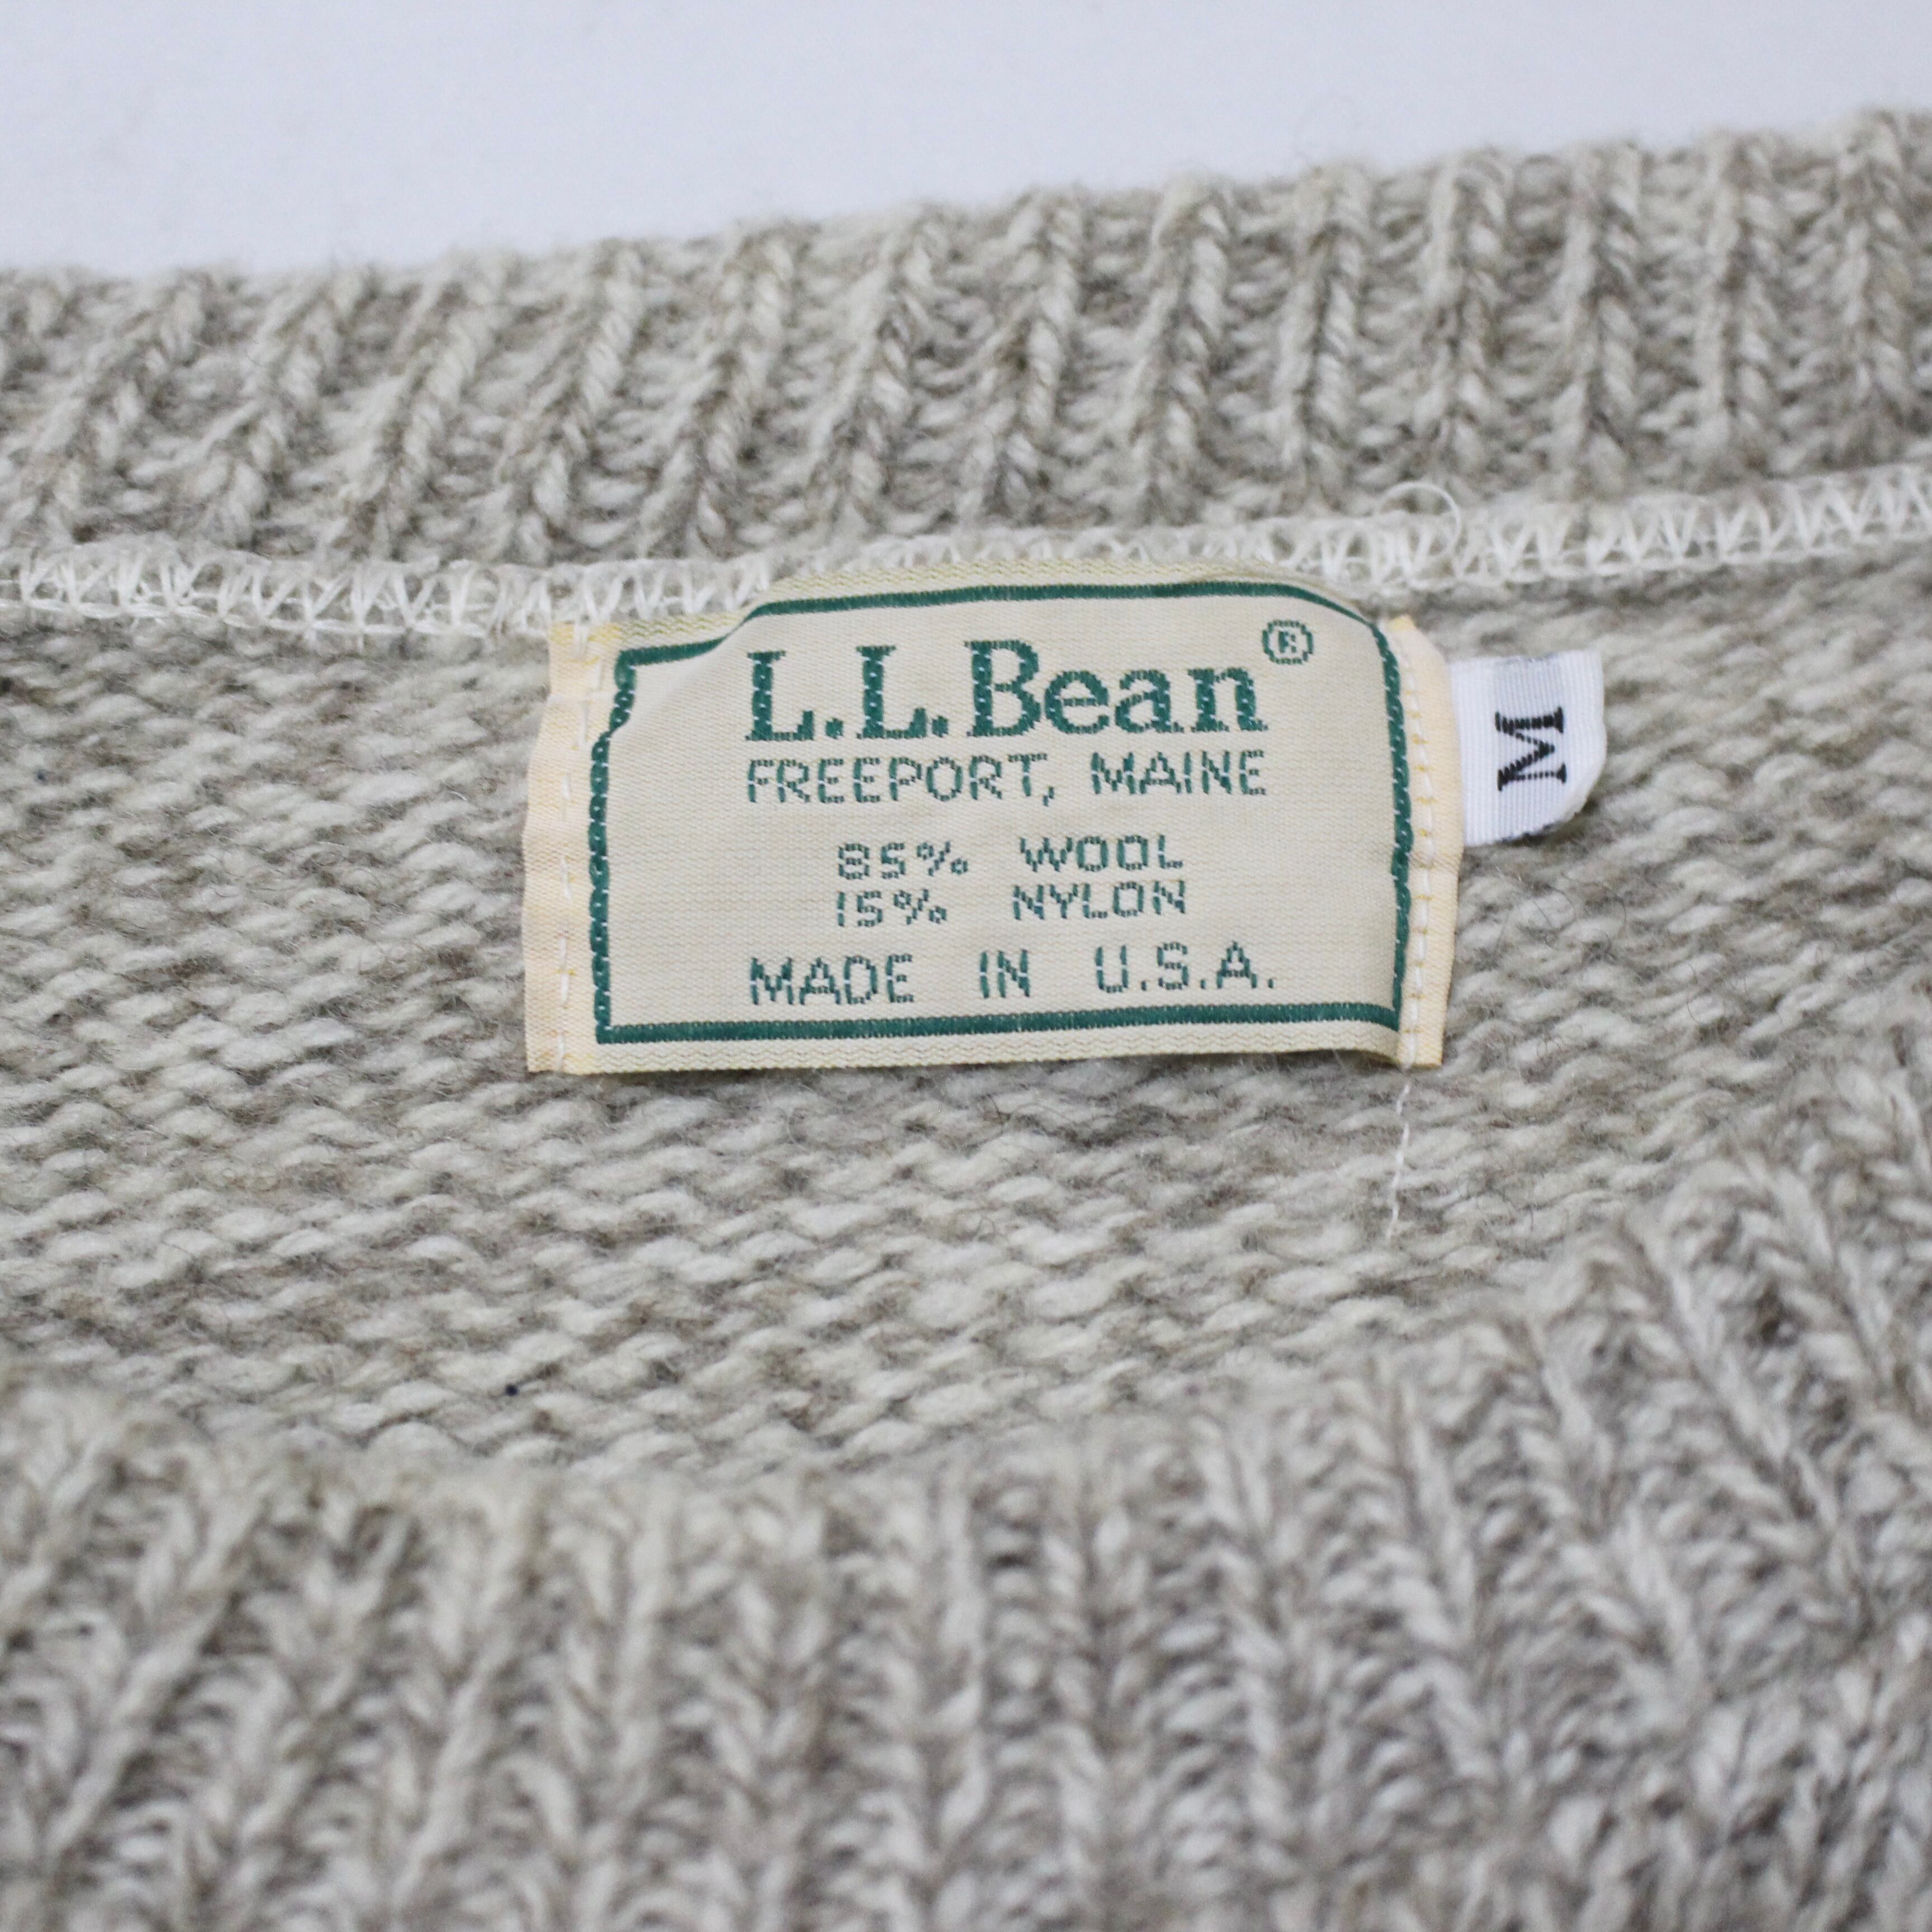 L.L.Bean®
FREEPORT, MAINE
85% WOOL
15% NYLON
MADE IN U.S.A.
M